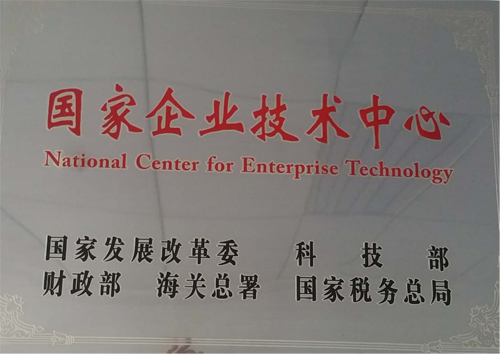 国家企业技术中心
National Center for Enterprise Technology
国家发展改革委 科技部
财政部 海关总署 国家税务总局